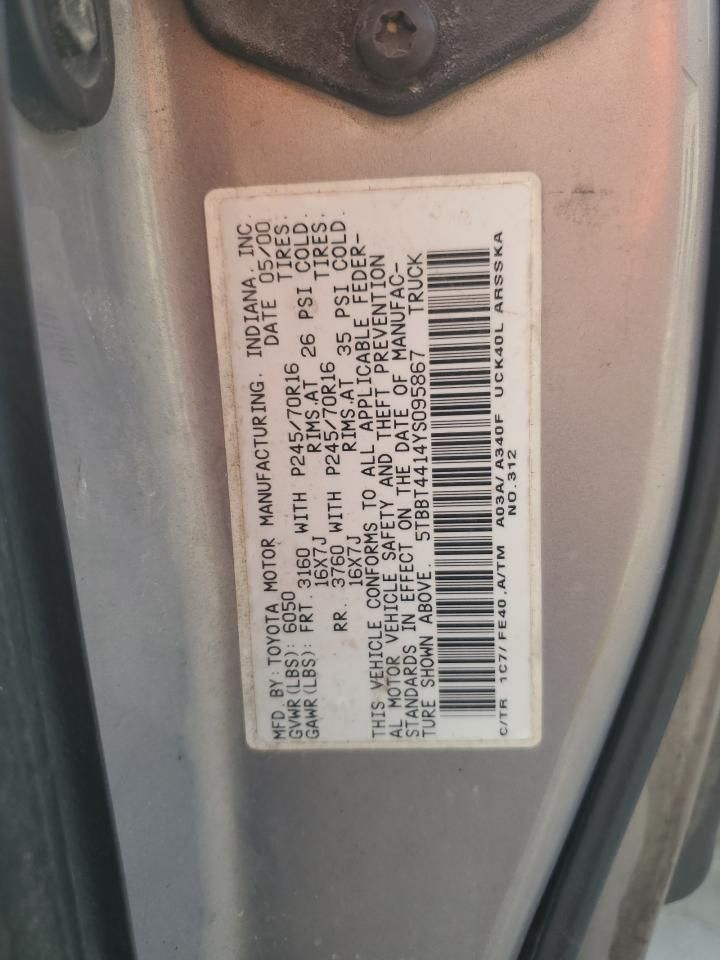 MFD. BY: TOYOTA MOTOR MANUFACTURING, INDIANA, INC.
GVWR(LBS): 6050 DATE 05/00
GAWR(LBS): FRT. 3160 WITH P245/70R16 TIRES,
16X7J RIMS,AT 26 PSI COLD.
RR. 3760 WITH P245/70R16 TIRES,
16X7J RIMS,AT 35 PSI COLD.
THIS VEHICLE CONFORMS TO ALL APPLICABLE FEDER-
AL MOTOR VEHICLE SAFETY AND THEFT PREVENTION
STANDARDS IN EFFECT ON THE DATE OF MANUFAC-
TURE SHOWN ABOVE. 5TBBT4414YS095867 TRUCK
C/TR 1C7/ FE40 ,A/TM A03A/ A340F UCK40L ARSSKA
NO.312